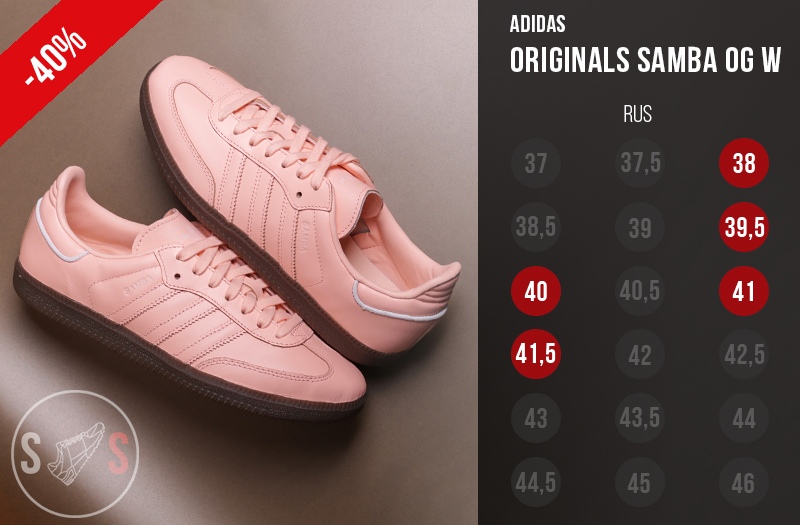 -40%
ADIDAS
ORIGINALS SAMBA OG W
RUS
37 37,5 38
38,5 39 39,5
40 40,5 41
41,5 42 42,5
43 43,5 44
44,5 45 46
SAMBA
S S